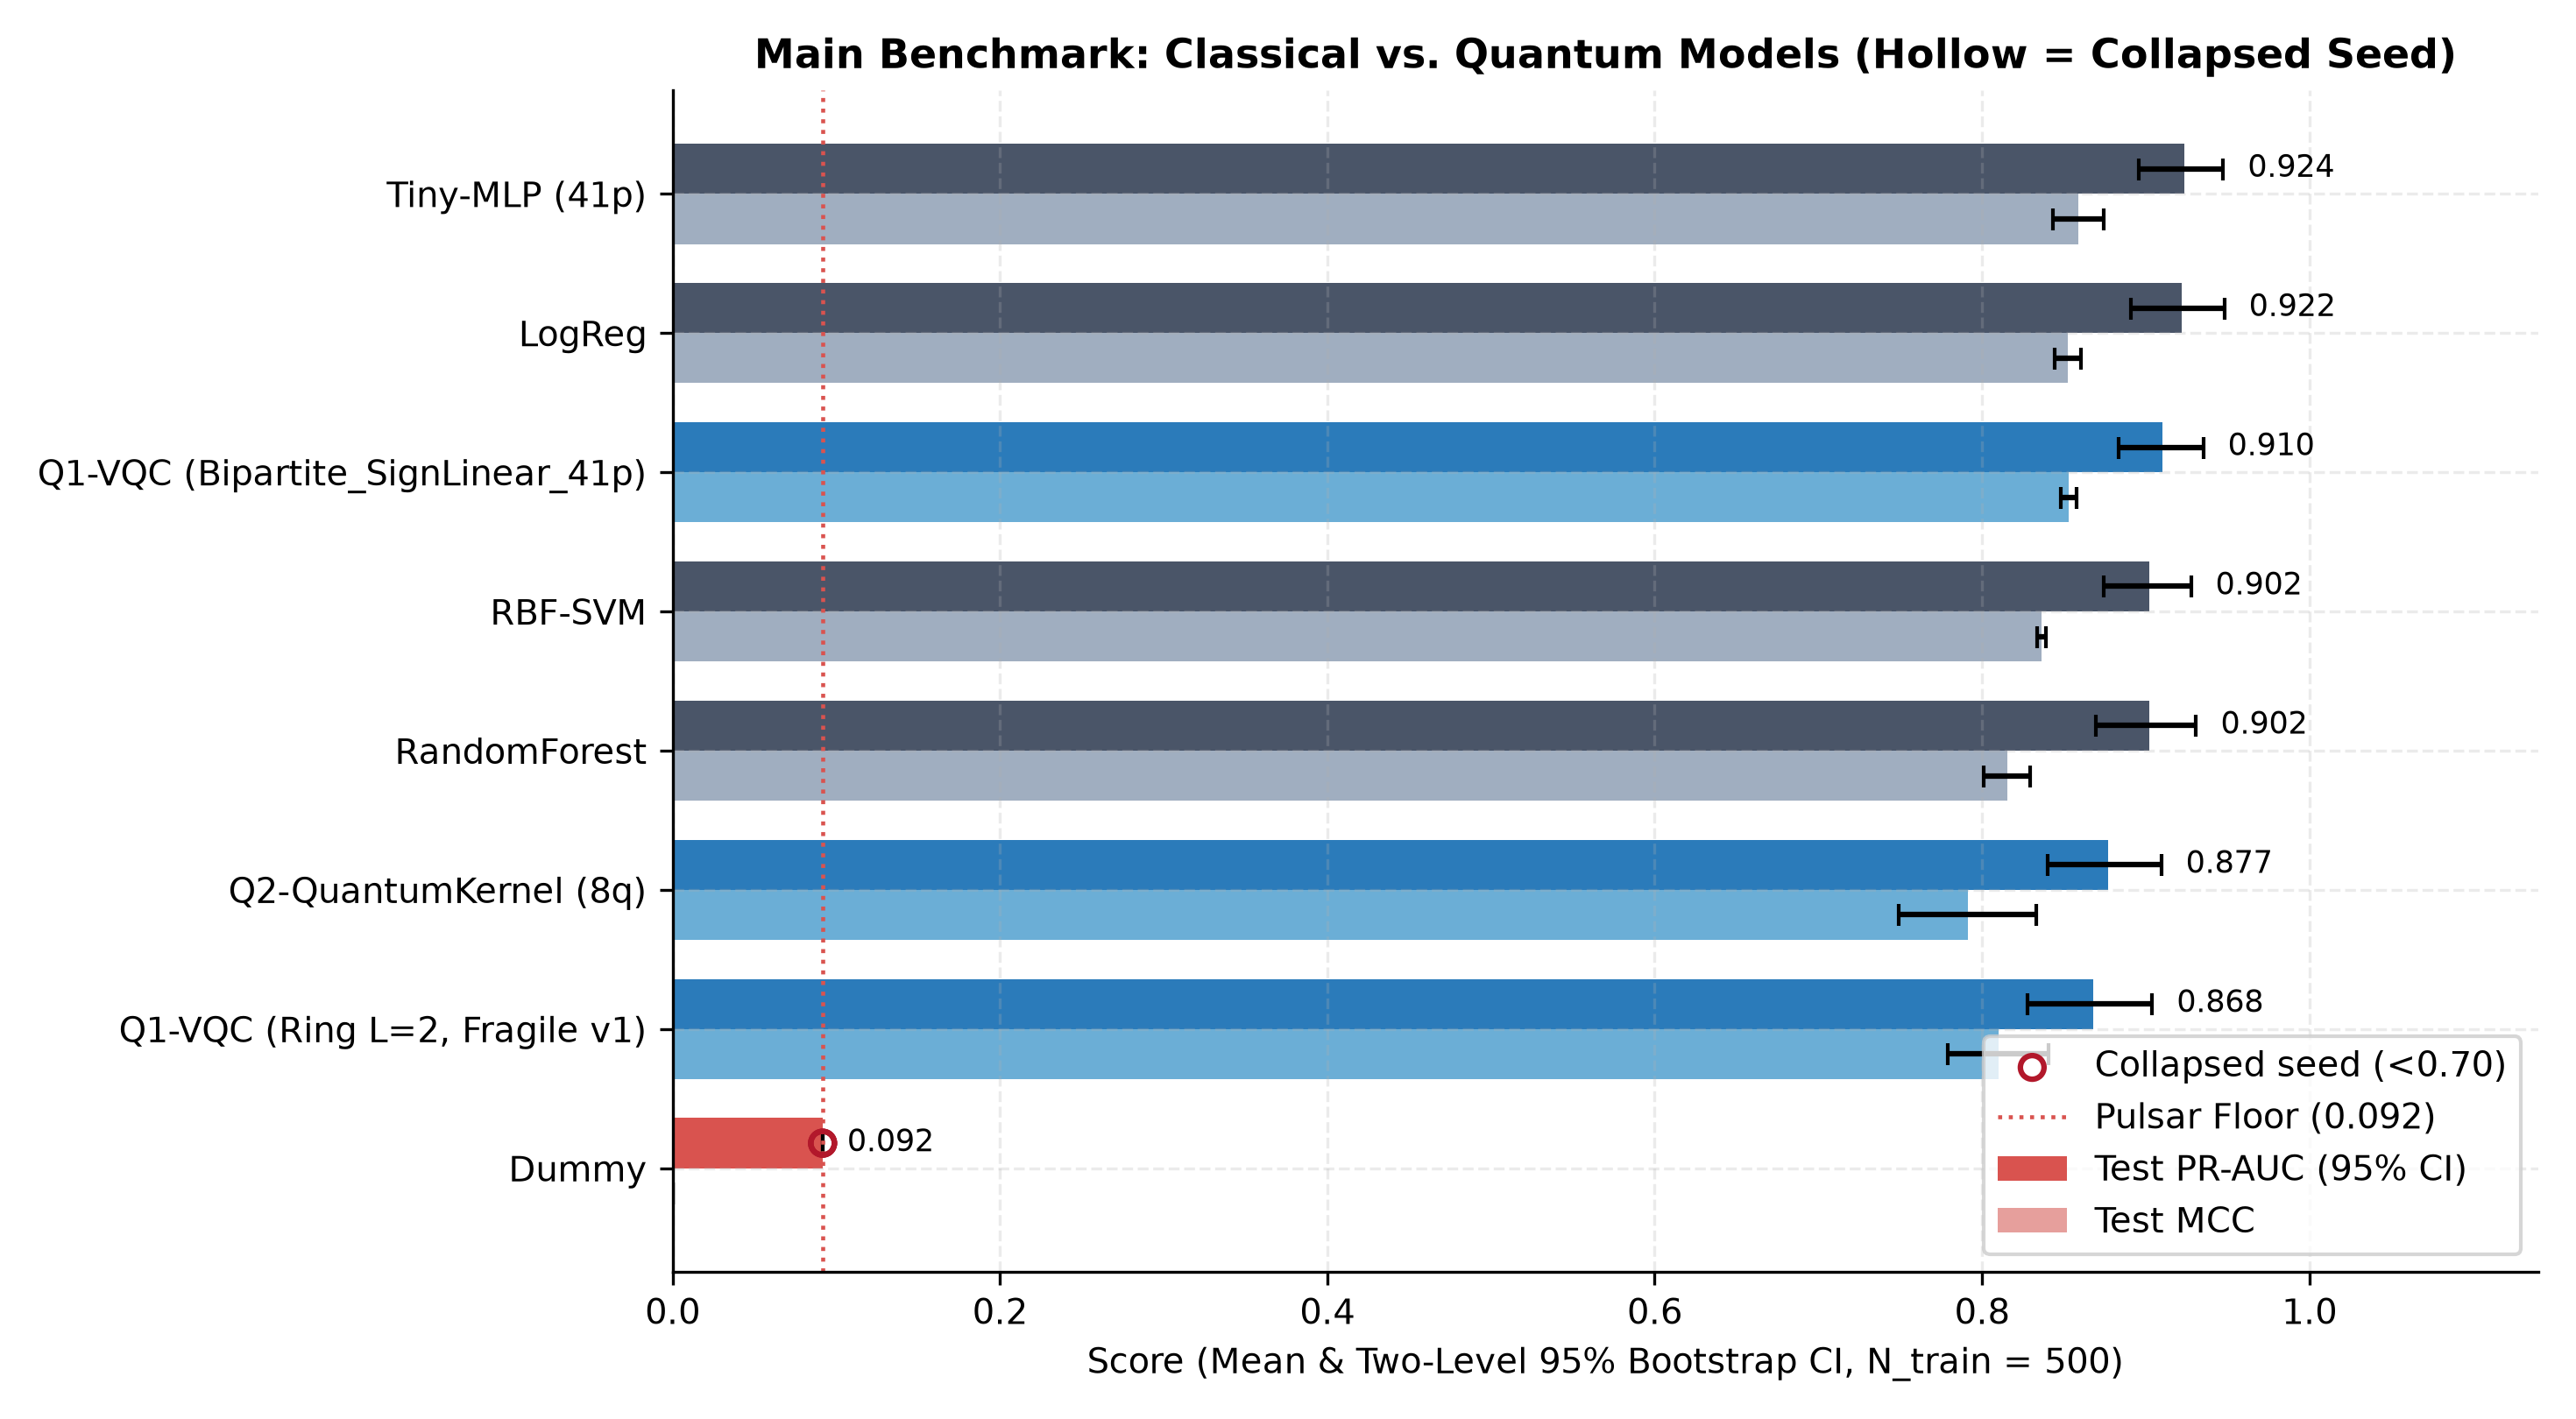 Main Benchmark: Classical vs. Quantum Models (Hollow = Collapsed Seed)
Tiny-MLP (41p)
0.924
LogReg
0.922
Q1-VQC (Bipartite_SignLinear_41p)
0.910
RBF-SVM
0.902
RandomForest
0.902
Q2-QuantumKernel (8q)
0.877
Q1-VQC (Ring L=2, Fragile v1)
0.868
Dummy
0.092
Collapsed seed (<0.70)
Pulsar Floor (0.092)
Test PR-AUC (95% CI)
Test MCC
0.0 0.2 0.4 0.6 0.8 1.0
Score (Mean & Two-Level 95% Bootstrap CI, N_train = 500)